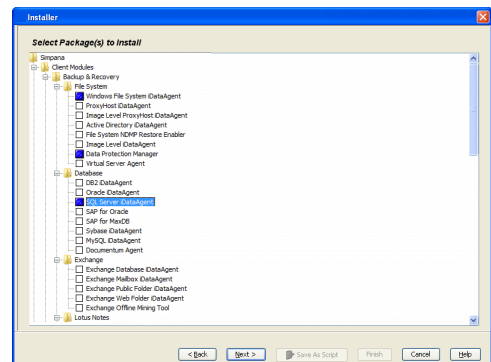 Installer
Select Package(s) to Install
Simpana
Client Modules
Backup & Recovery
File System
Windows File System iDataAgent
ProxyHost iDataAgent
Image Level ProxyHost iDataAgent
Active Directory iDataAgent
File System NDMP Restore Enabler
Image Level iDataAgent
Data Protection Manager
Virtual Server Agent
Database
DB2 iDataAgent
Oracle iDataAgent
SQL Server iDataAgent
SAP for Oracle
SAP for MaxDB
Sybase iDataAgent
MySQL iDataAgent
Documentum Agent
Exchange
Exchange Database iDataAgent
Exchange Mailbox iDataAgent
Exchange Public Folder iDataAgent
Exchange Web Folder iDataAgent
Exchange Offline Mining Tool
Lotus Notes
< Back Next > Save As Script Finish Cancel Help